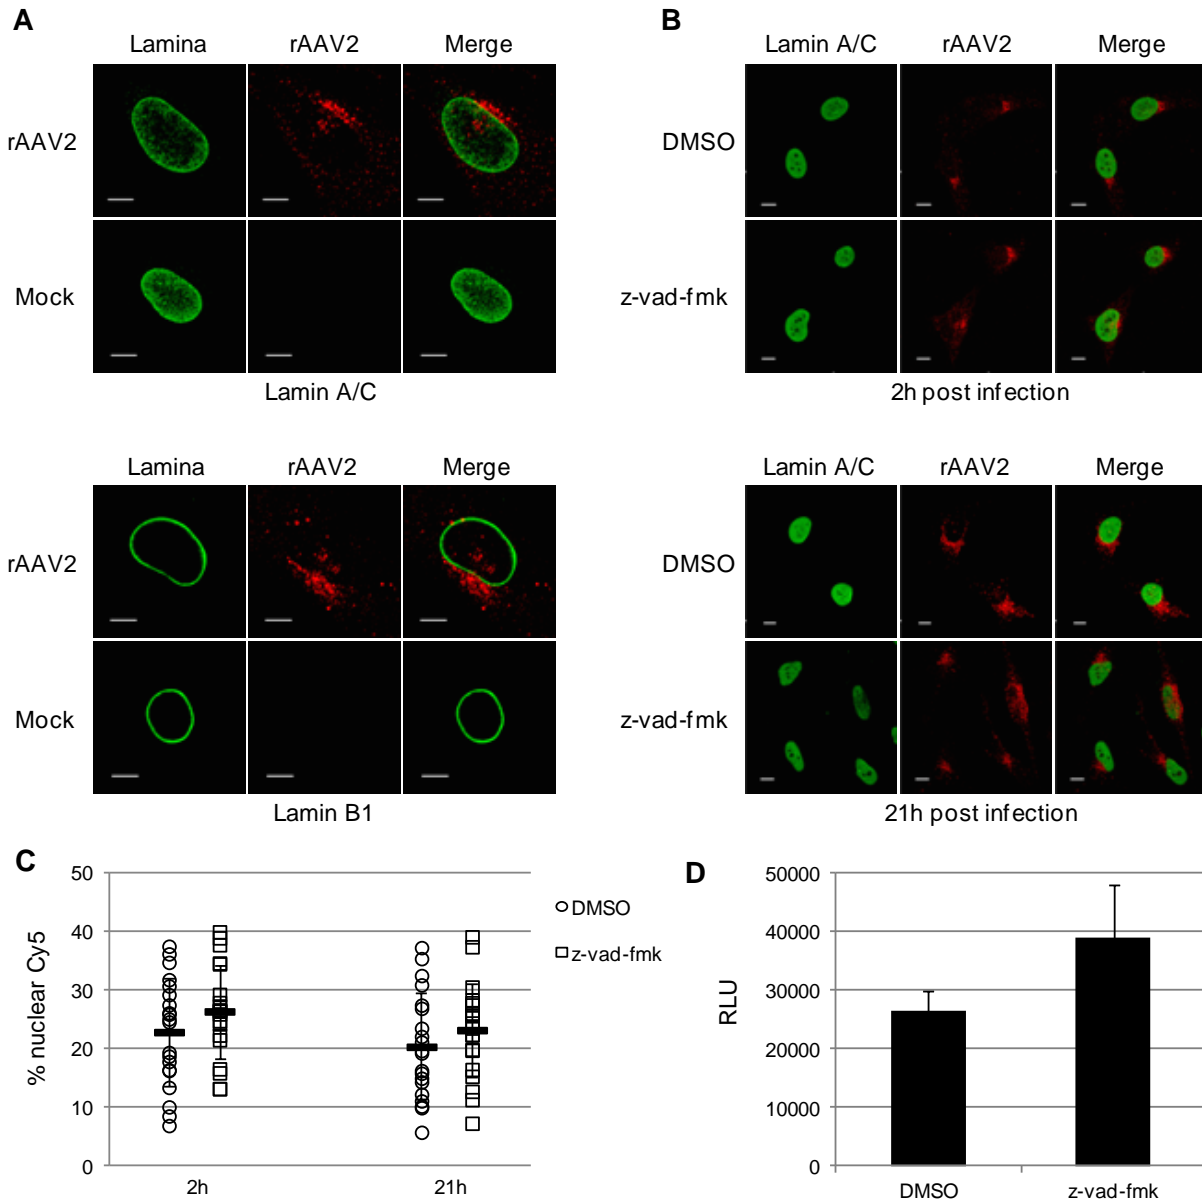 A
Lamina rAAV2 Merge
rAAV2
Mock
Lamin A/C
Lamina rAAV2 Merge
rAAV2
Mock
Lamin B1
B
Lamin A/C rAAV2 Merge
DMSO
z-vad-fmk
2h post infection
Lamin A/C rAAV2 Merge
DMSO
z-vad-fmk
21h post infection
C
% nuclear Cy5
50
40
30
20
10
0
2h 21h
DMSO
z-vad-fmk
D
RLU
50000
40000
30000
20000
10000
0
DMSO z-vad-fmk